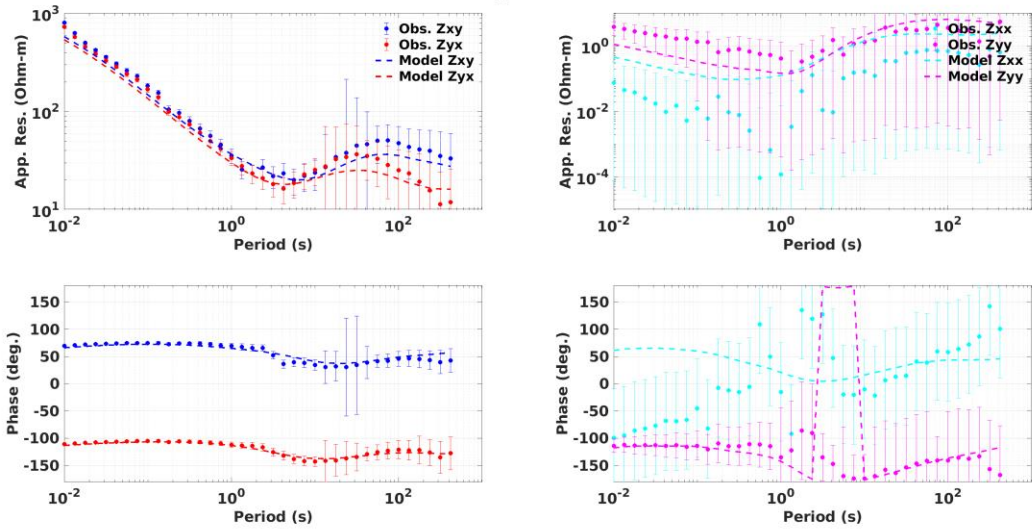 App. Res. (Ohm-m)
10^3
10^2
10^1
Obs. Zxy
Obs. Zyx
Model Zxy
Model Zyx
10^-2 10^0 10^2
Period (s)
App. Res. (Ohm-m)
10^0
10^-2
10^-4
Obs. Zxx
Obs. Zyy
Model Zxx
Model Zyy
10^-2 10^0 10^2
Period (s)
Phase (deg.)
150
100
50
0
-50
-100
-150
10^-2 10^0 10^2
Period (s)
Phase (deg.)
150
100
50
0
-50
-100
-150
10^-2 10^0 10^2
Period (s)